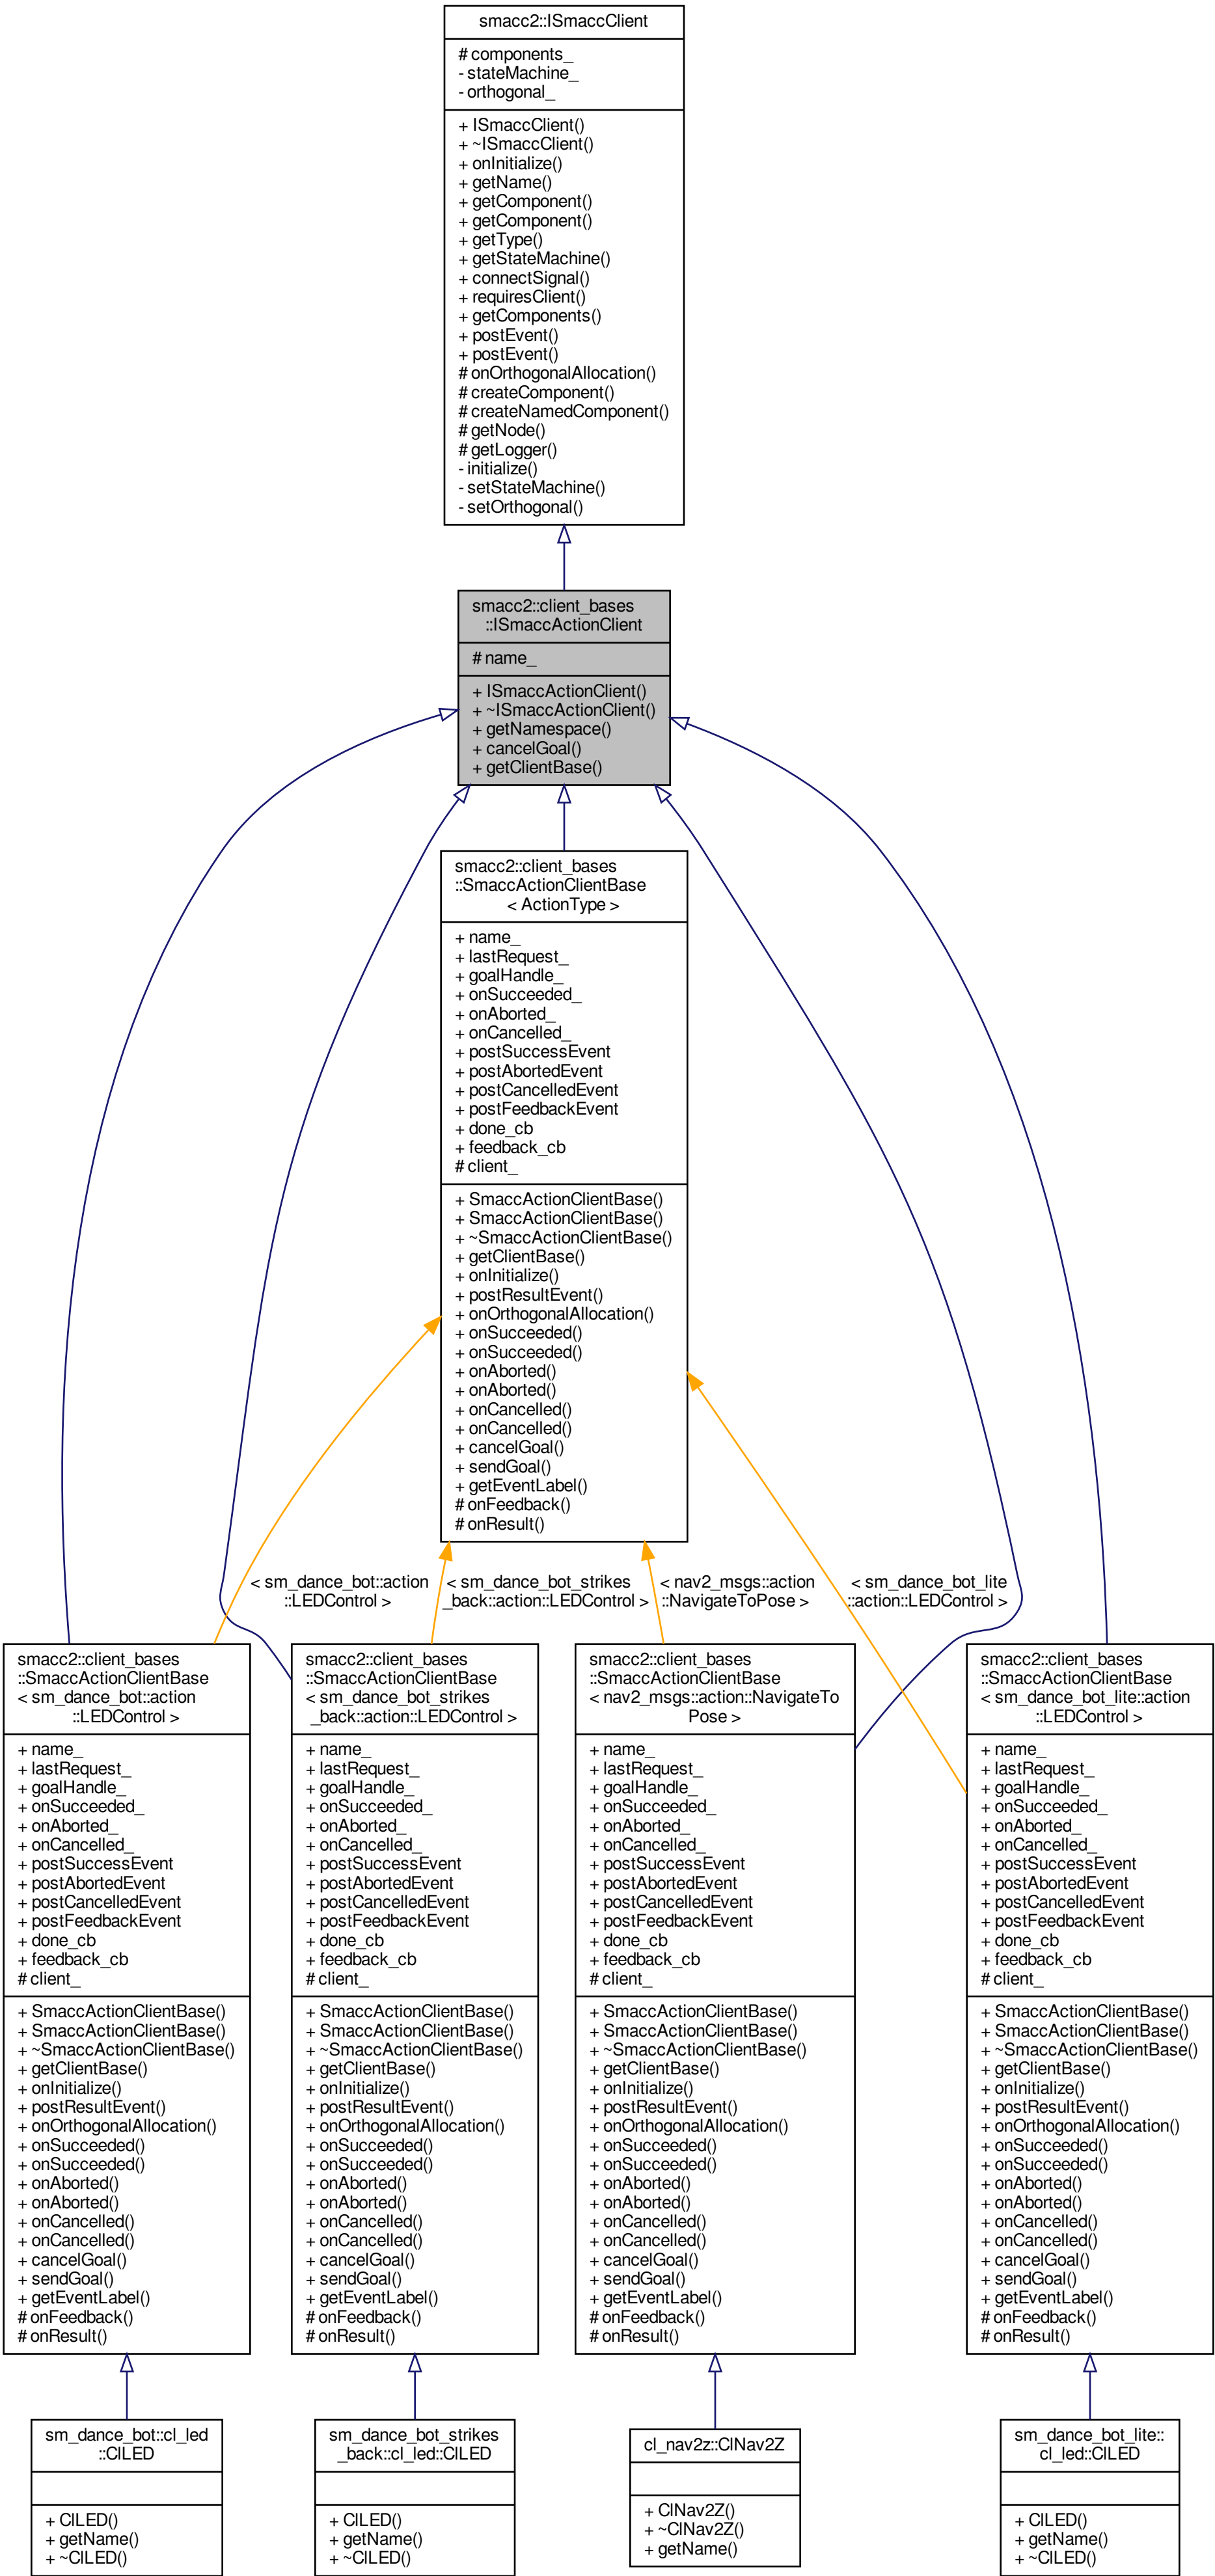 smacc2::ISmaccClient
# components_
- stateMachine_
- orthogonal_
+ ISmaccClient()
+ ~ISmaccClient()
+ onInitialize()
+ getName()
+ getComponent()
+ getComponent()
+ getType()
+ getStateMachine()
+ connectSignal()
+ requiresClient()
+ getComponents()
+ postEvent()
+ postEvent()
# onOrthogonalAllocation()
# createComponent()
# createNamedComponent()
# getNode()
# getLogger()
- initialize()
- setStateMachine()
- setOrthogonal()
smacc2::client_bases
::ISmaccActionClient
# name_
+ ISmaccActionClient()
+ ~ISmaccActionClient()
+ getNamespace()
+ cancelGoal()
+ getClientBase()
smacc2::client_bases
::SmaccActionClientBase
< ActionType >
+ name_
+ lastRequest_
+ goalHandle_
+ onSucceeded_
+ onAborted_
+ onCancelled_
+ postSuccessEvent
+ postAbortedEvent
+ postCancelledEvent
+ postFeedbackEvent
+ done_cb
+ feedback_cb
# client_
+ SmaccActionClientBase()
+ SmaccActionClientBase()
+ ~SmaccActionClientBase()
+ getClientBase()
+ onInitialize()
+ postResultEvent()
+ onOrthogonalAllocation()
+ onSucceeded()
+ onSucceeded()
+ onAborted()
+ onAborted()
+ onCancelled()
+ onCancelled()
+ cancelGoal()
+ sendGoal()
+ getEventLabel()
# onFeedback()
# onResult()
< sm_dance_bot::action
::LEDControl >
< sm_dance_bot_strikes
_back::action::LEDControl >
< nav2_msgs::action
::NavigateToPose >
< sm_dance_bot_lite
::action::LEDControl >
smacc2::client_bases
::SmaccActionClientBase
< sm_dance_bot::action
::LEDControl >
+ name_
+ lastRequest_
+ goalHandle_
+ onSucceeded_
+ onAborted_
+ onCancelled_
+ postSuccessEvent
+ postAbortedEvent
+ postCancelledEvent
+ postFeedbackEvent
+ done_cb
+ feedback_cb
# client_
+ SmaccActionClientBase()
+ SmaccActionClientBase()
+ ~SmaccActionClientBase()
+ getClientBase()
+ onInitialize()
+ postResultEvent()
+ onOrthogonalAllocation()
+ onSucceeded()
+ onSucceeded()
+ onAborted()
+ onAborted()
+ onCancelled()
+ onCancelled()
+ cancelGoal()
+ sendGoal()
+ getEventLabel()
# onFeedback()
# onResult()
smacc2::client_bases
::SmaccActionClientBase
< sm_dance_bot_strikes
_back::action::LEDControl >
+ name_
+ lastRequest_
+ goalHandle_
+ onSucceeded_
+ onAborted_
+ onCancelled_
+ postSuccessEvent
+ postAbortedEvent
+ postCancelledEvent
+ postFeedbackEvent
+ done_cb
+ feedback_cb
# client_
+ SmaccActionClientBase()
+ SmaccActionClientBase()
+ ~SmaccActionClientBase()
+ getClientBase()
+ onInitialize()
+ postResultEvent()
+ onOrthogonalAllocation()
+ onSucceeded()
+ onSucceeded()
+ onAborted()
+ onAborted()
+ onCancelled()
+ onCancelled()
+ cancelGoal()
+ sendGoal()
+ getEventLabel()
# onFeedback()
# onResult()
smacc2::client_bases
::SmaccActionClientBase
< nav2_msgs::action::NavigateTo
Pose >
+ name_
+ lastRequest_
+ goalHandle_
+ onSucceeded_
+ onAborted_
+ onCancelled_
+ postSuccessEvent
+ postAbortedEvent
+ postCancelledEvent
+ postFeedbackEvent
+ done_cb
+ feedback_cb
# client_
+ SmaccActionClientBase()
+ SmaccActionClientBase()
+ ~SmaccActionClientBase()
+ getClientBase()
+ onInitialize()
+ postResultEvent()
+ onOrthogonalAllocation()
+ onSucceeded()
+ onSucceeded()
+ onAborted()
+ onAborted()
+ onCancelled()
+ onCancelled()
+ cancelGoal()
+ sendGoal()
+ getEventLabel()
# onFeedback()
# onResult()
smacc2::client_bases
::SmaccActionClientBase
< sm_dance_bot_lite::action
::LEDControl >
+ name_
+ lastRequest_
+ goalHandle_
+ onSucceeded_
+ onAborted_
+ onCancelled_
+ postSuccessEvent
+ postAbortedEvent
+ postCancelledEvent
+ postFeedbackEvent
+ done_cb
+ feedback_cb
# client_
+ SmaccActionClientBase()
+ SmaccActionClientBase()
+ ~SmaccActionClientBase()
+ getClientBase()
+ onInitialize()
+ postResultEvent()
+ onOrthogonalAllocation()
+ onSucceeded()
+ onSucceeded()
+ onAborted()
+ onAborted()
+ onCancelled()
+ onCancelled()
+ cancelGoal()
+ sendGoal()
+ getEventLabel()
# onFeedback()
# onResult()
sm_dance_bot::cl_led
::ClLED
+ ClLED()
+ getName()
+ ~ClLED()
sm_dance_bot_strikes
_back::cl_led::ClLED
+ ClLED()
+ getName()
+ ~ClLED()
cl_nav2z::ClNav2Z
+ ClNav2Z()
+ ~ClNav2Z()
+ getName()
sm_dance_bot_lite::
cl_led::ClLED
+ ClLED()
+ getName()
+ ~ClLED()